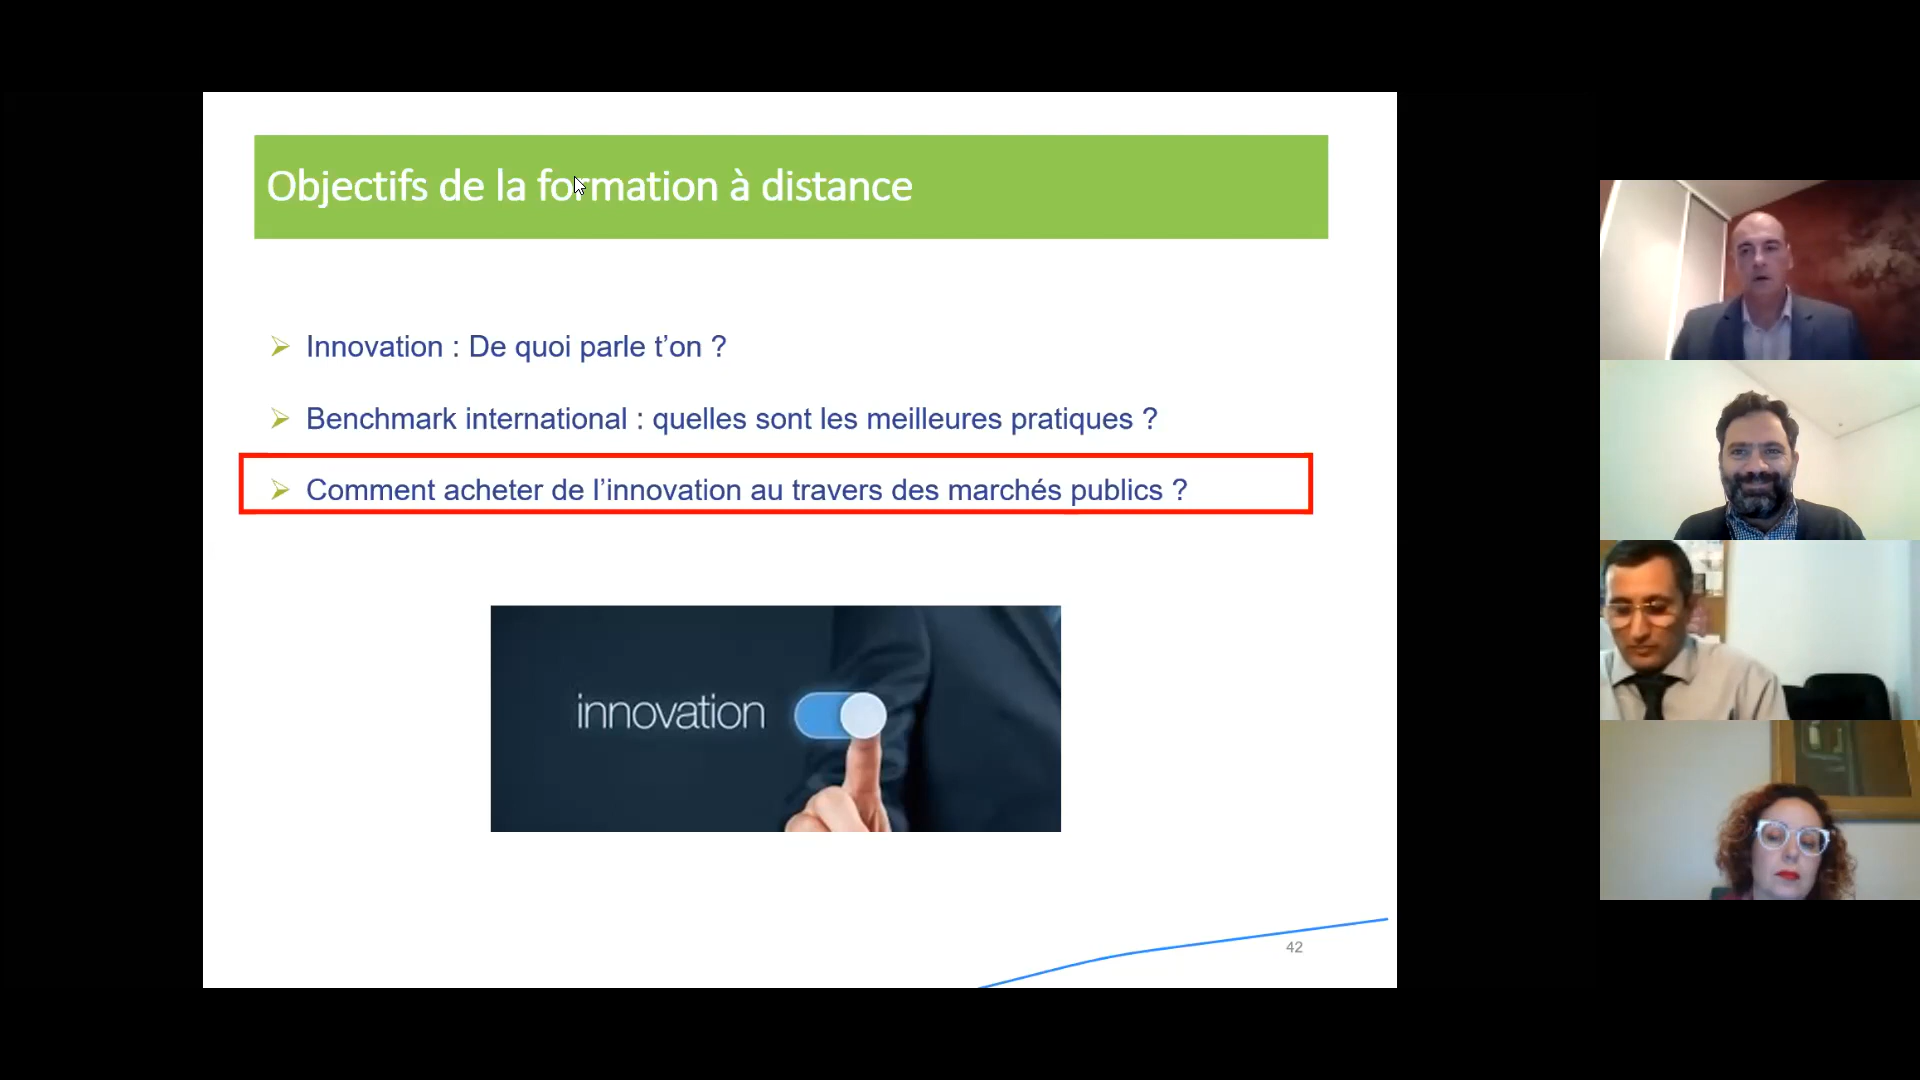 Objectifs de la formation à distance
Innovation : De quoi parle t’on ?
Benchmark international : quelles sont les meilleures pratiques ?
Comment acheter de l’innovation au travers des marchés publics ?
innovation
42